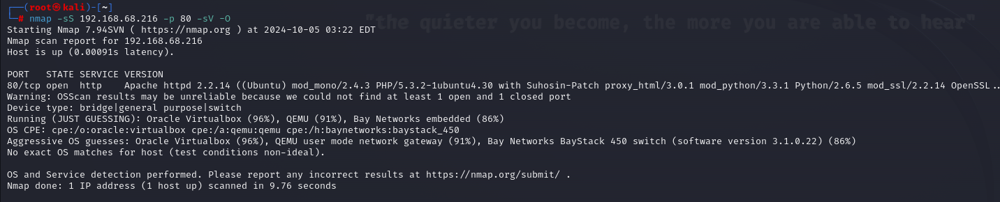 ┌──(root㉿kali)-[~]
└─# nmap -sS 192.168.68.216 -p 80 -sV -O
"the quieter you become, the more you are able to hear"
Starting Nmap 7.94SVN ( https://nmap.org ) at 2024-10-05 03:22 EDT
Nmap scan report for 192.168.68.216
Host is up (0.00091s latency).
PORT   STATE SERVICE VERSION
80/tcp open  http    Apache httpd 2.2.14 ((Ubuntu) mod_mono/2.4.3 PHP/5.3.2-1ubuntu4.30 with Suhosin-Patch proxy_html/3.0.1 mod_python/3.3.1 Python/2.6.5 mod_ssl/2.2.14 OpenSSL..
Warning: OSScan results may be unreliable because we could not find at least 1 open and 1 closed port
Device type: bridge|general purpose|switch
Running (JUST GUESSING): Oracle Virtualbox (96%), QEMU (91%), Bay Networks embedded (86%)
OS CPE: cpe:/o:oracle:virtualbox cpe:/a:qemu:qemu cpe:/h:baynetworks:baystack_450
Aggressive OS guesses: Oracle Virtualbox (96%), QEMU user mode network gateway (91%), Bay Networks BayStack 450 switch (software version 3.1.0.22) (86%)
No exact OS matches for host (test conditions non-ideal).
OS and Service detection performed. Please report any incorrect results at https://nmap.org/submit/ .
Nmap done: 1 IP address (1 host up) scanned in 9.76 seconds